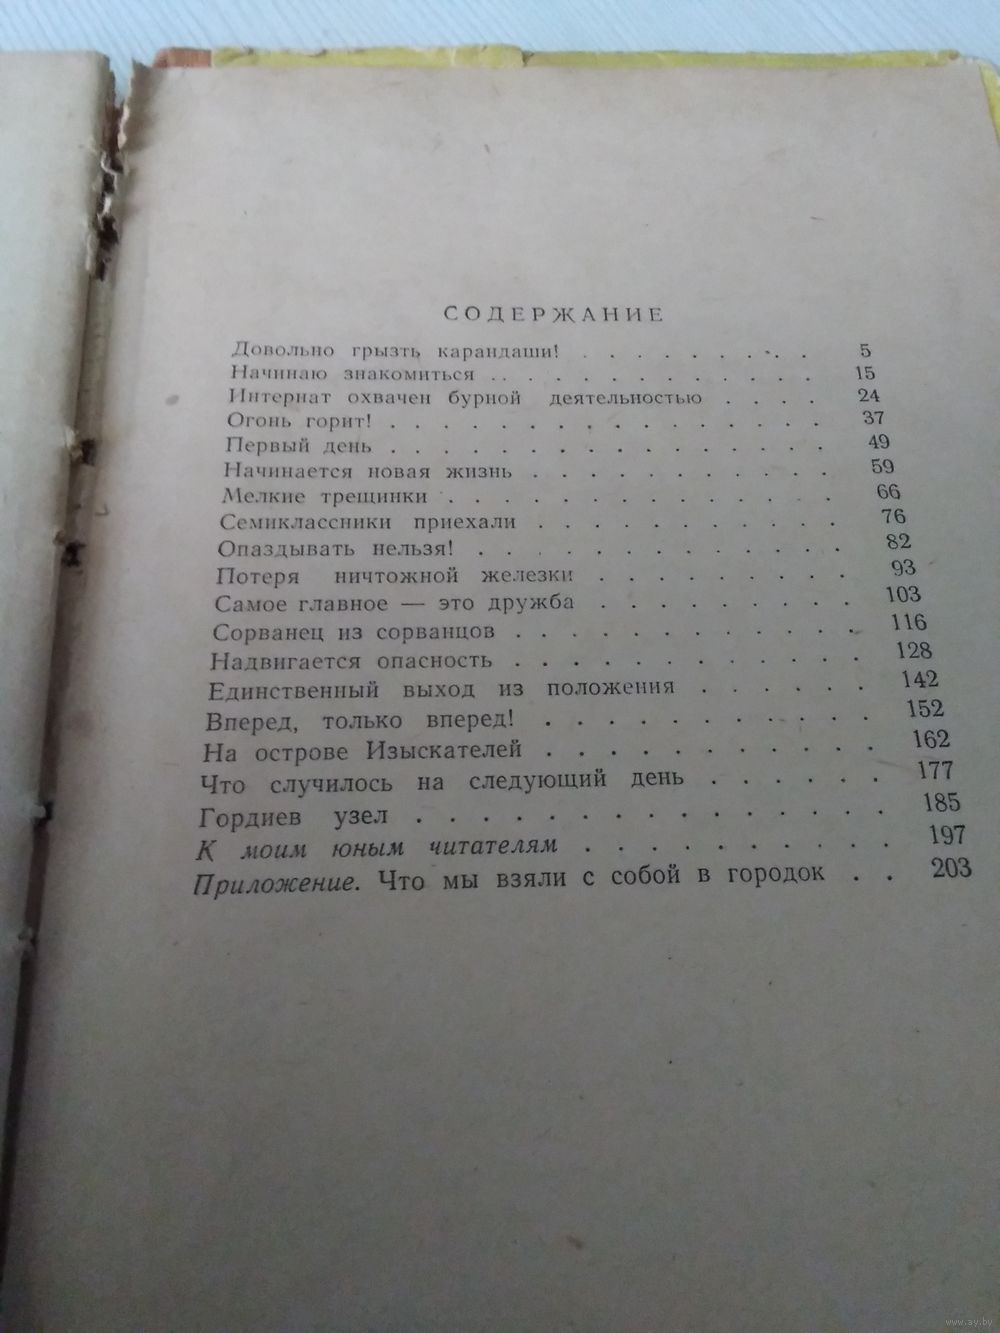 СОДЕРЖАНИЕ
Довольно грызть карандаши! . . . . . . . . . 5
Начинаю знакомиться . . . . . . . . . . . . . 15
Интернат охвачен бурной деятельностью . . . . 24
Огонь горит! . . . . . . . . . . . . . . . . 37
Первый день . . . . . . . . . . . . . . . . 49
Начинается новая жизнь . . . . . . . . . . . 59
Мелкие трещинки . . . . . . . . . . . . . . 66
Семиклассники приехали . . . . . . . . . . . 76
Опаздывать нельзя! . . . . . . . . . . . . . 82
Потеря ничтожной железки . . . . . . . . . 93
Самое главное — это дружба . . . . . . . . . 103
Сорванец из сорванцов . . . . . . . . . . . . 116
Надвигается опасность . . . . . . . . . . . . 128
Единственный выход из положения . . . . . . 142
Вперед, только вперед! . . . . . . . . . . . 152
На острове Изыскателей . . . . . . . . . . . 162
Что случилось на следующий день . . . . . . 177
Гордиев узел . . . . . . . . . . . . . . . 185
К моим юным читателям . . . . . . . . . . 197
Приложение. Что мы взяли с собой в городок . . 203
www.ay.by